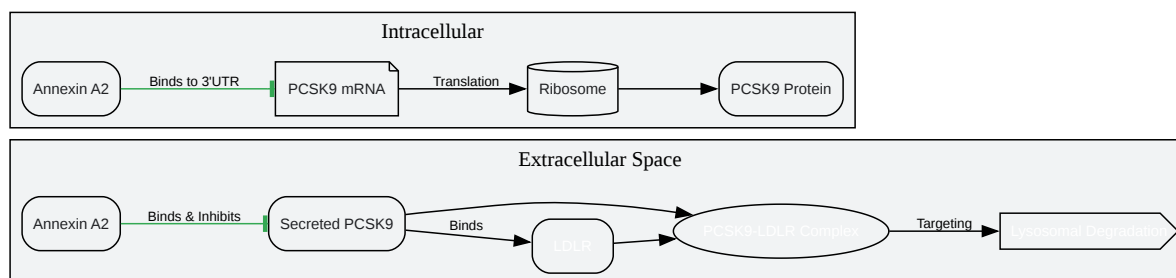 Intracellular
Annexin A2
Binds to 3'UTR
PCSK9 mRNA
Translation
Ribosome
PCSK9 Protein
Extracellular Space
Annexin A2
Binds & Inhibits
Secreted PCSK9
Binds
LDLR
PCSK9-LDLR Complex
Targeting
Lysosomal Degradation